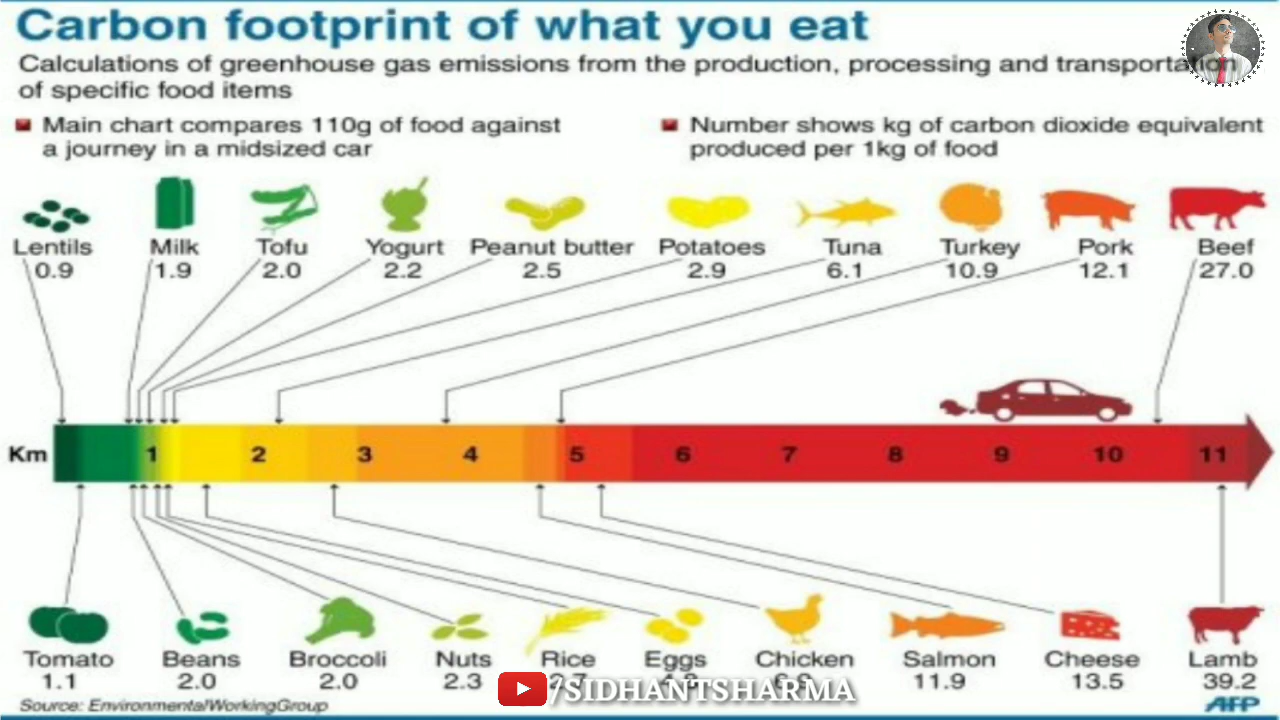 Carbon footprint of what you eat
Calculations of greenhouse gas emissions from the production, processing and transportation
of specific food items
Main chart compares 110g of food against
a journey in a midsized car
Number shows kg of carbon dioxide equivalent
produced per 1kg of food
Lentils Milk Tofu Yogurt Peanut butter Potatoes Tuna Turkey Pork Beef
0.9 1.9 2.0 2.2 2.5 2.9 6.1 10.9 12.1 27.0
Km 1 2 3 4 5 6 7 8 9 10 11
Tomato Beans Broccoli Nuts Rice Eggs Chicken Salmon Cheese Lamb
1.1 2.0 2.0 2.3 11.9 13.5 39.2
/SIDHANTSHARMA
Source: EnvironmentalWorkingGroup
AFP